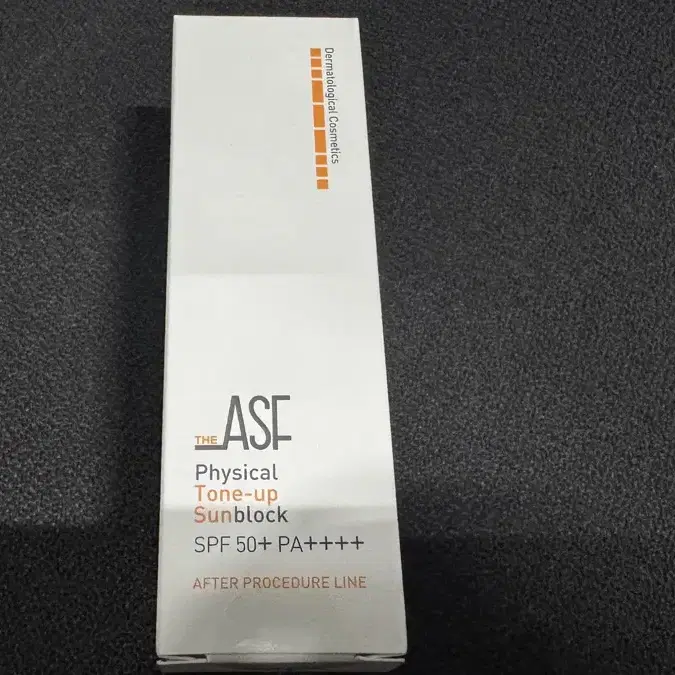 Dermatological Cosmetics
THE ASF
Physical
Tone-up
Sunblock
SPF 50+ PA++++
AFTER PROCEDURE LINE